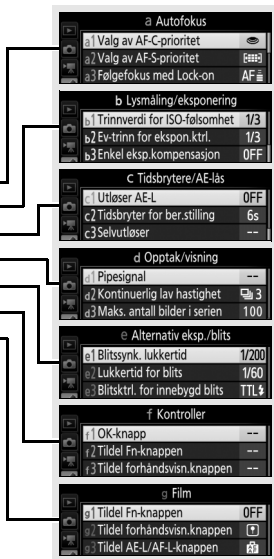 a Autofokus
a1 Valg av AF-C-prioritet
a2 Valg av AF-S-prioritet
a3 Følgefokus med Lock-on AF
b Lysmåling/eksponering
b1 Trinnverdi for ISO-følsomhet 1/3
b2 Ev-trinn for ekspon.ktrl. 1/3
b3 Enkel eksp.kompensasjon OFF
c Tidsbrytere/AE-lås
c1 Utløser AE-L OFF
c2 Tidsbryter for ber.stilling 6s
c3 Selvutløser --
d Opptak/visning
d1 Pipesignal --
d2 Kontinuerlig lav hastighet 3
d3 Maks. antall bilder i serien 100
e Alternativ eksp./blits
e1 Blitssynk. lukkertid 1/200
e2 Lukkertid for blits 1/60
e3 Blitsktrl. for innebygd blits TTL
f Kontroller
f1 OK-knapp --
f2 Tildel Fn-knappen --
f3 Tildel forhåndsvisn.knappen --
g Film
g1 Tildel Fn-knappen OFF
g2 Tildel forhåndsvisn.knappen
g3 Tildel AE-L/AF-L-knappen